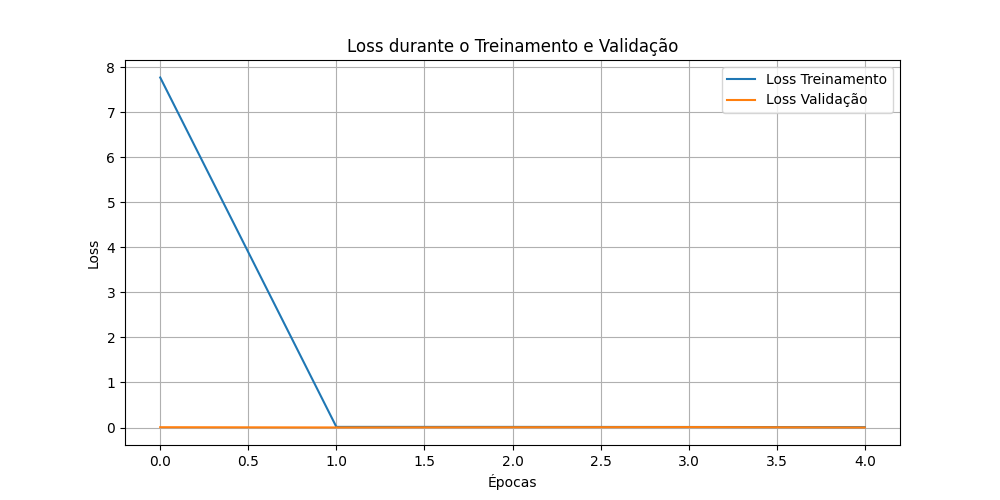 Loss durante o Treinamento e Validação
Loss Treinamento
Loss Validação
8
7
6
5
4
3
2
1
0
Loss
0.0 0.5 1.0 1.5 2.0 2.5 3.0 3.5 4.0
Épocas